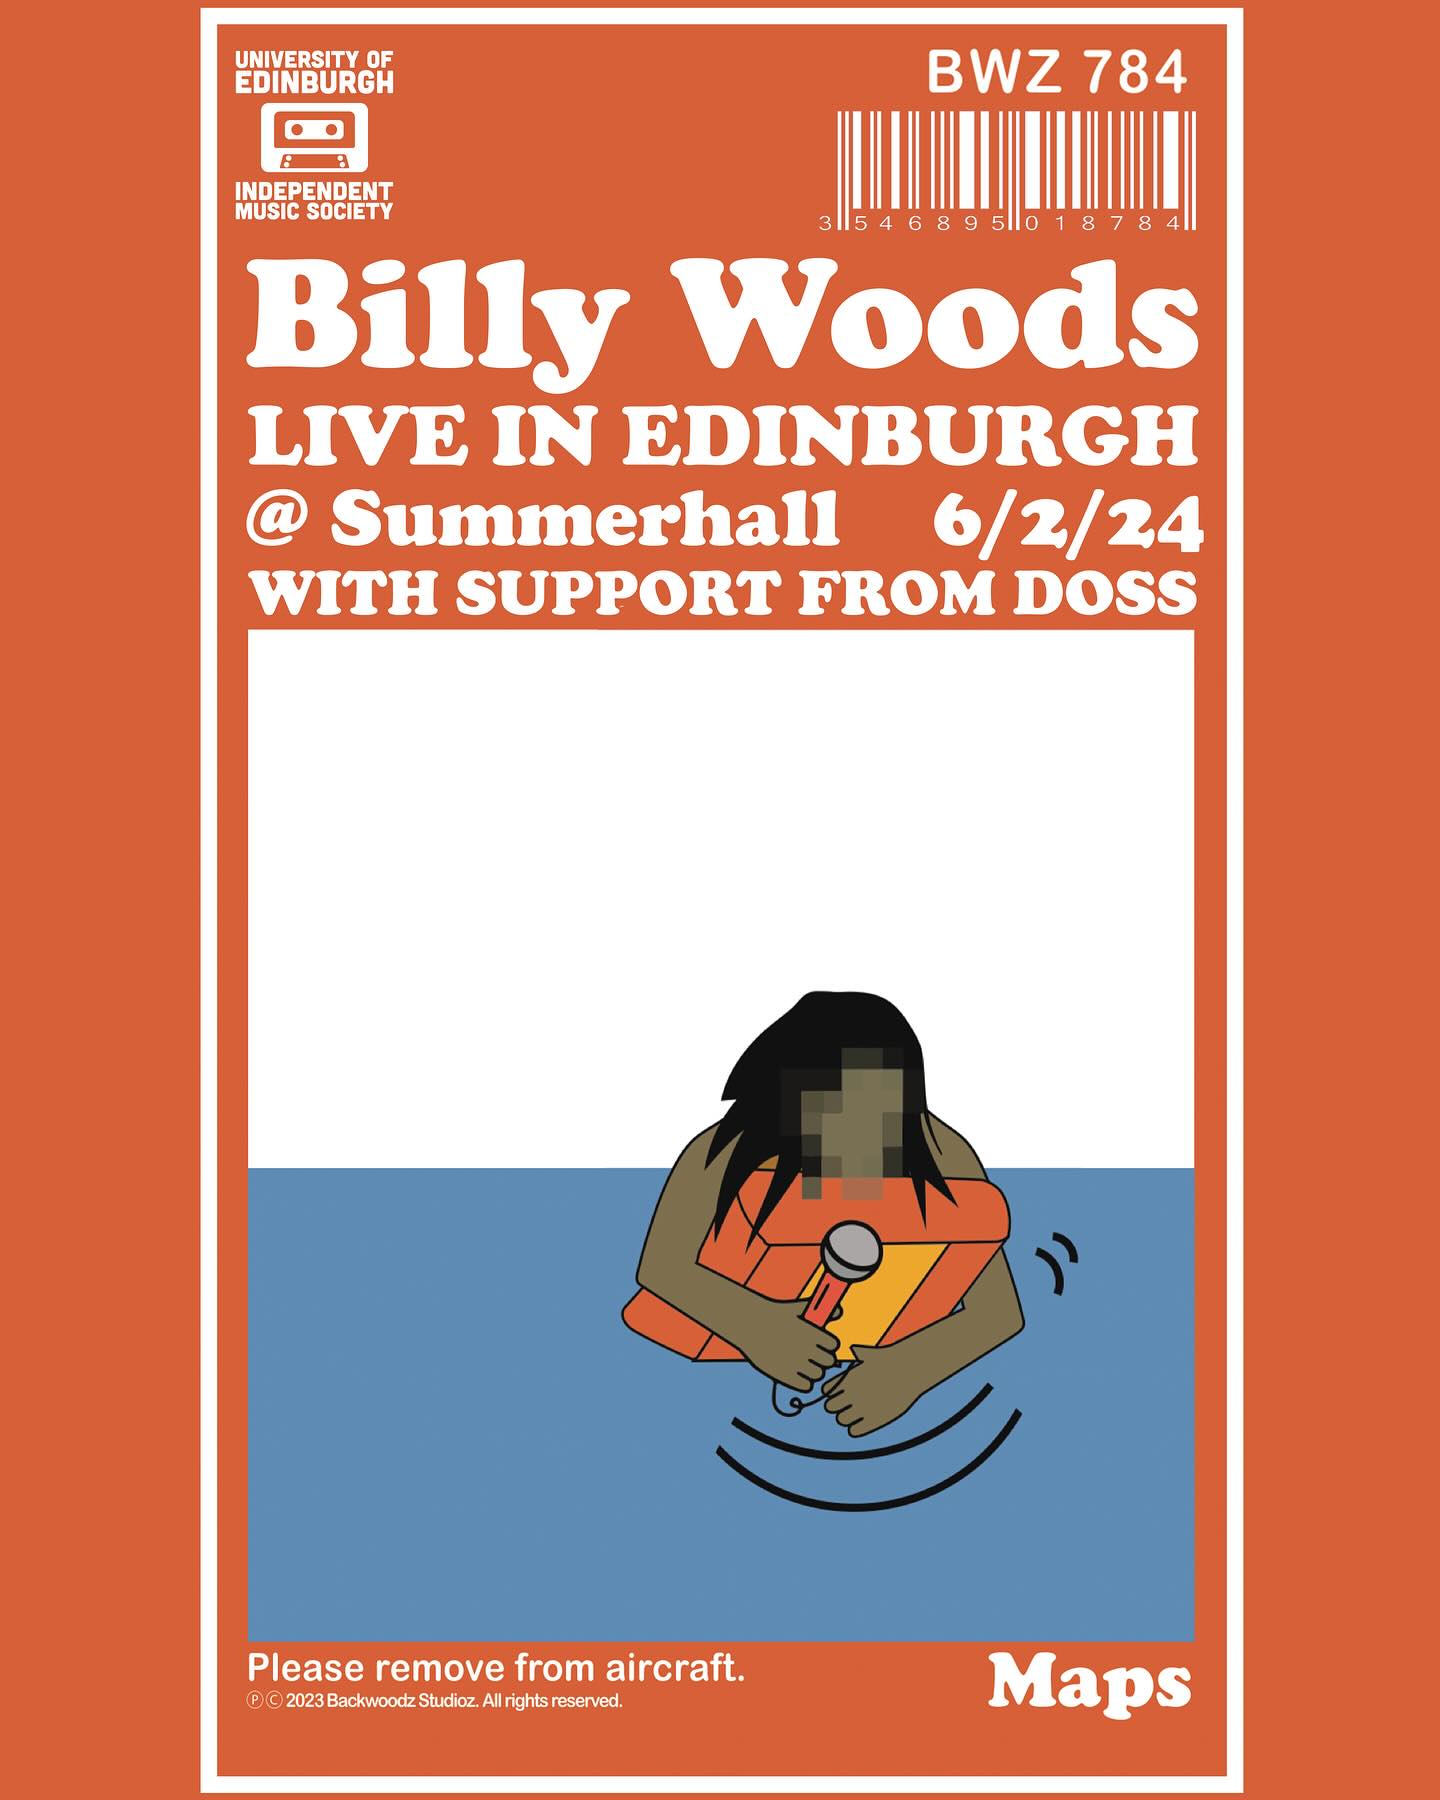 UNIVERSITY OF
EDINBURGH
INDEPENDENT
MUSIC SOCIETY
BWZ 784
3 546895 018784
Billy Woods
LIVE IN EDINBURGH
@ Summerhall 6/2/24
WITH SUPPORT FROM DOSS
Please remove from aircraft.
Ⓟ Ⓒ 2023 Backwoodz Studioz. All rights reserved.
Maps